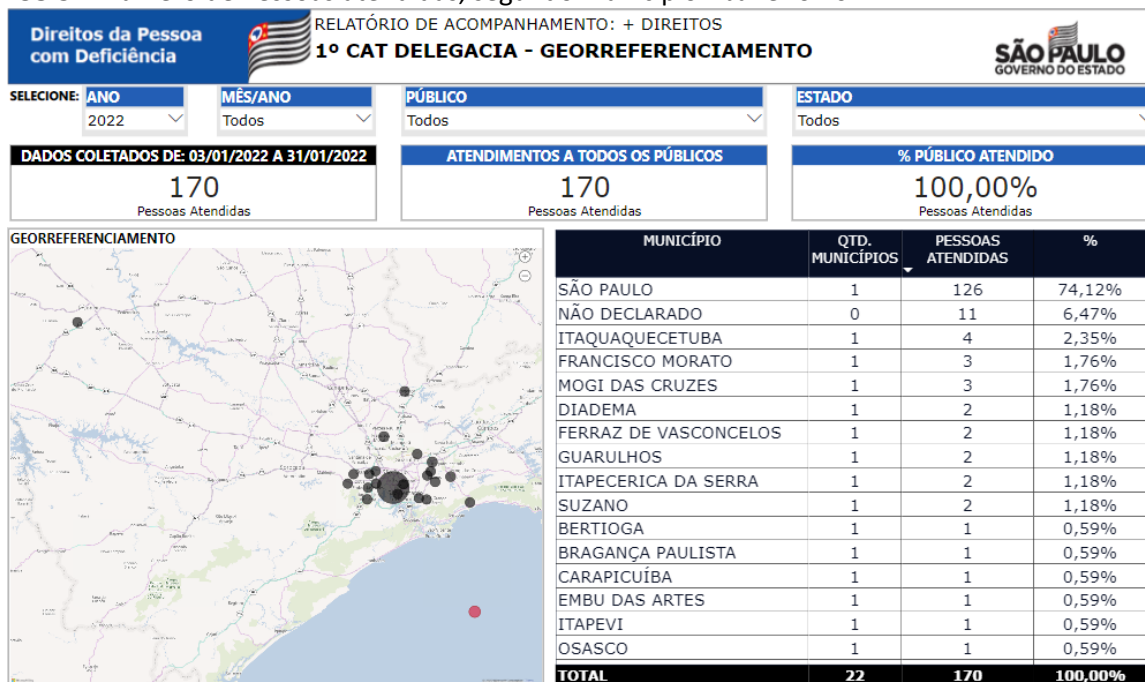 Direitos da Pessoa
com Deficiência
RELATÓRIO DE ACOMPANHAMENTO: + DIREITOS
1º CAT DELEGACIA - GEORREFERENCIAMENTO
SÃO PAULO
GOVERNO DO ESTADO
SELECIONE: ANO MÊS/ANO PÚBLICO ESTADO
2022 Todos Todos Todos
DADOS COLETADOS DE: 03/01/2022 A 31/01/2022 ATENDIMENTOS A TODOS OS PÚBLICOS % PÚBLICO ATENDIDO
170 170 100,00%
Pessoas Atendidas Pessoas Atendidas Pessoas Atendidas
GEORREFERENCIAMENTO
MUNICÍPIO QTD. MUNICÍPIOS PESSOAS ATENDIDAS %
SÃO PAULO 1 126 74,12%
NÃO DECLARADO 0 11 6,47%
ITAQUAQUECETUBA 1 4 2,35%
FRANCISCO MORATO 1 3 1,76%
MOGI DAS CRUZES 1 3 1,76%
DIADEMA 1 2 1,18%
FERRAZ DE VASCONCELOS 1 2 1,18%
GUARULHOS 1 2 1,18%
ITAPECERICA DA SERRA 1 2 1,18%
SUZANO 1 2 1,18%
BERTIOGA 1 1 0,59%
BRAGANÇA PAULISTA 1 1 0,59%
CARAPICUÍBA 1 1 0,59%
EMBU DAS ARTES 1 1 0,59%
ITAPEVI 1 1 0,59%
OSASCO 1 1 0,59%
TOTAL 22 170 100,00%